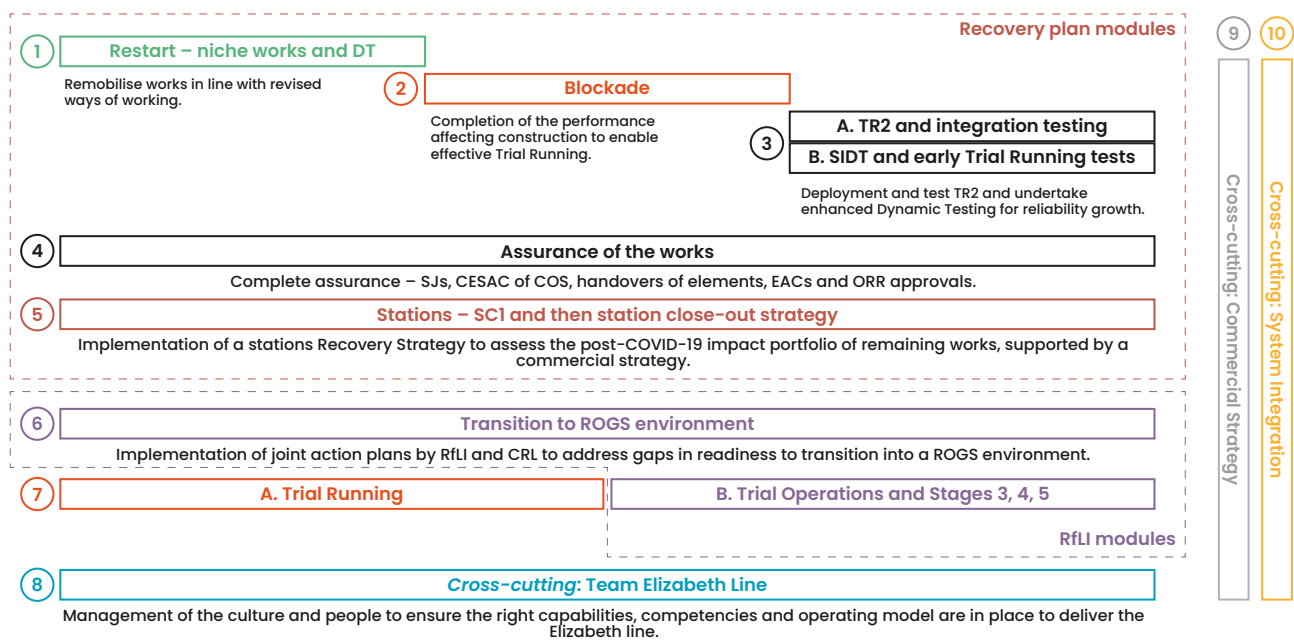 Recovery plan modules
1
Restart – niche works and DT
Remobilise works in line with revised
ways of working.
2
Blockade
Completion of the performance
affecting construction to enable
effective Trial Running.
3
A. TR2 and integration testing
B. SIDT and early Trial Running tests
Deployment and test TR2 and undertake
enhanced Dynamic Testing for reliability growth.
4
Assurance of the works
Complete assurance – SJs, CESAC of COS, handovers of elements, EACs and ORR approvals.
5
Stations – SC1 and then station close-out strategy
Implementation of a stations Recovery Strategy to assess the post-COVID-19 impact portfolio of remaining works, supported by a
commercial strategy.
6
Transition to ROGS environment
Implementation of joint action plans by RfLI and CRL to address gaps in readiness to transition into a ROGS environment.
7
A. Trial Running
B. Trial Operations and Stages 3, 4, 5
RfLI modules
8
Cross-cutting: Team Elizabeth Line
Management of the culture and people to ensure the right capabilities, competencies and operating model are in place to deliver the
Elizabeth line.
9
Cross-cutting: Commercial Strategy
10
Cross-cutting: System Integration